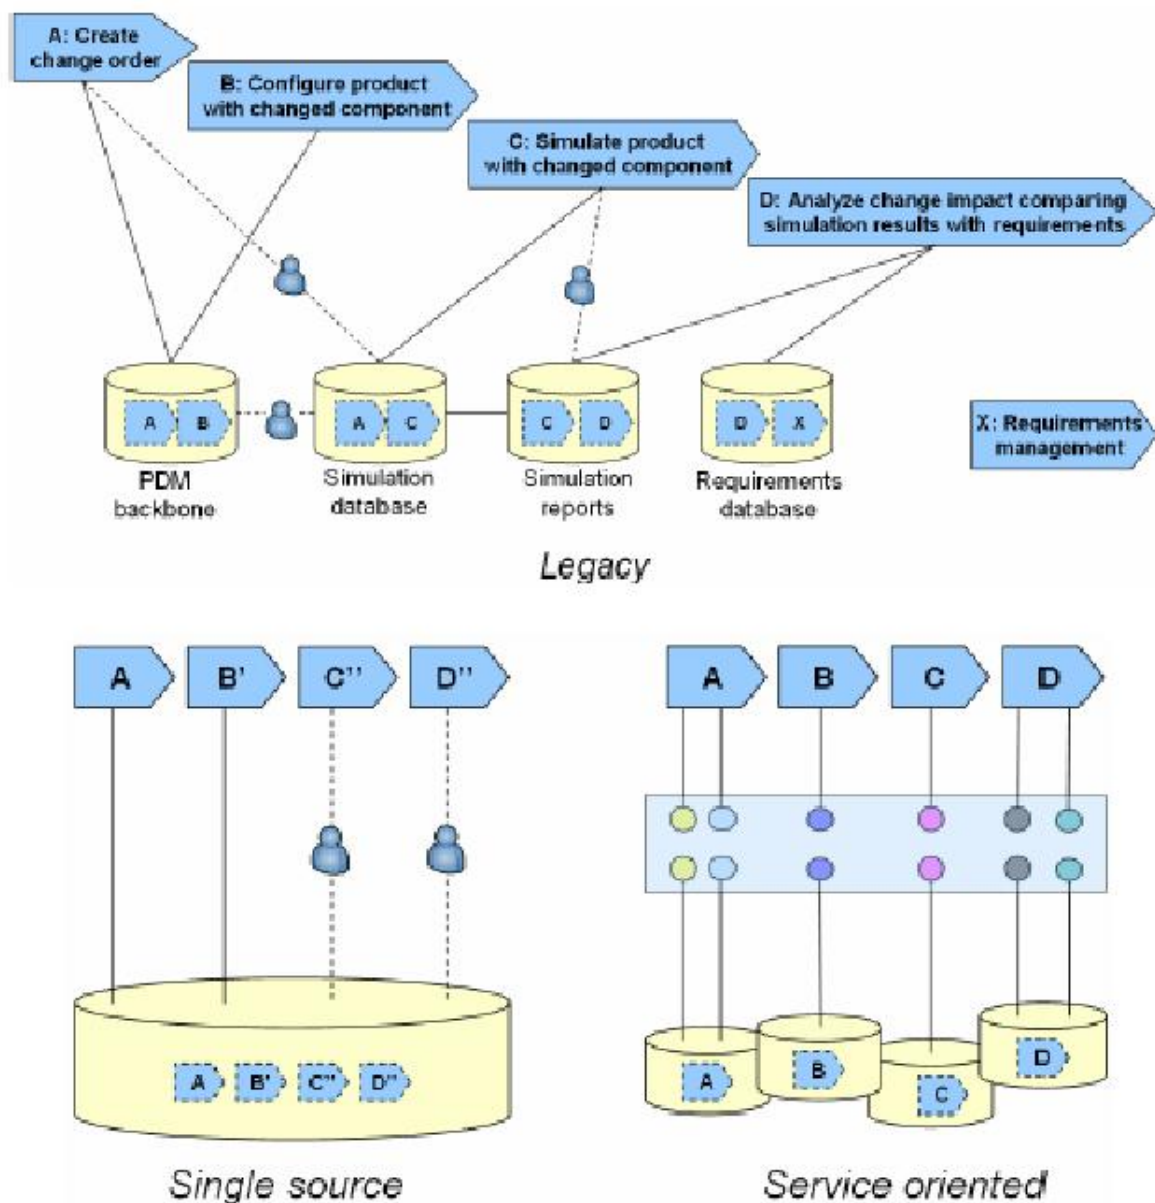 A: Create
change order
B: Configure product
with changed component
C: Simulate product
with changed component
D: Analyze change impact comparing
simulation results with requirements
A B
A C
C D
D X
X: Requirements
management
PDM
backbone
Simulation
database
Simulation
reports
Requirements
database
Legacy
A B' C'' D''
A B' C'' D''
Single source
A B C D
A B C D
Service oriented